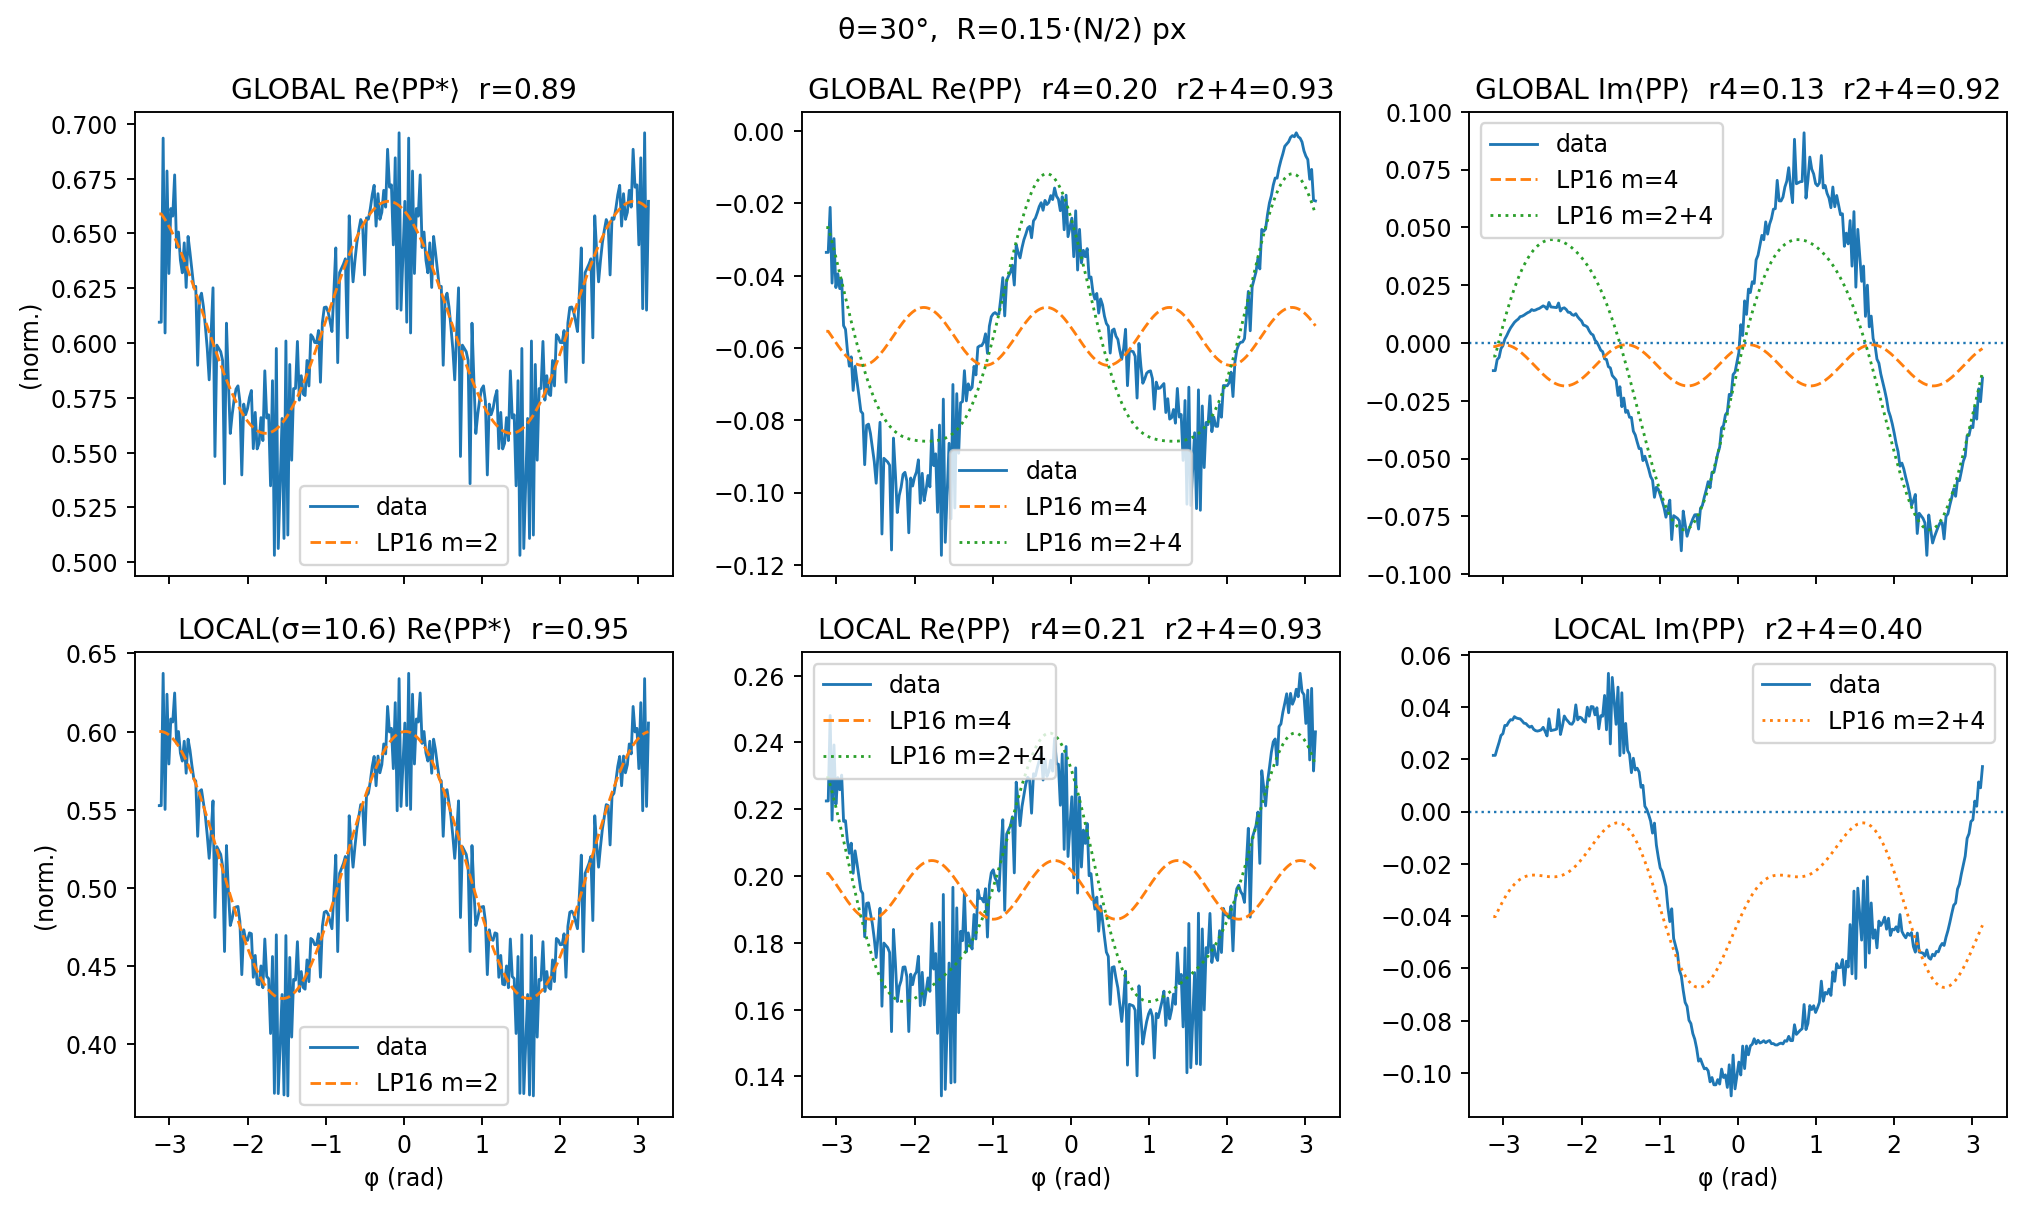 θ=30°,  R=0.15·(N/2) px
GLOBAL Re⟨PP*⟩  r=0.89
(norm.)
0.700
0.675
0.650
0.625
0.600
0.575
0.550
0.525
0.500
data
LP16 m=2
GLOBAL Re⟨PP⟩  r4=0.20  r2+4=0.93
0.00
−0.02
−0.04
−0.06
−0.08
−0.10
−0.12
data
LP16 m=4
LP16 m=2+4
GLOBAL Im⟨PP⟩  r4=0.13  r2+4=0.92
0.100
0.075
0.050
0.025
0.000
−0.025
−0.050
−0.075
−0.100
data
LP16 m=4
LP16 m=2+4
LOCAL(σ=10.6) Re⟨PP*⟩  r=0.95
(norm.)
0.65
0.60
0.55
0.50
0.45
0.40
data
LP16 m=2
−3 −2 −1 0 1 2 3
φ (rad)
LOCAL Re⟨PP⟩  r4=0.21  r2+4=0.93
0.26
0.24
0.22
0.20
0.18
0.16
0.14
data
LP16 m=4
LP16 m=2+4
−3 −2 −1 0 1 2 3
φ (rad)
LOCAL Im⟨PP⟩  r2+4=0.40
0.06
0.04
0.02
0.00
−0.02
−0.04
−0.06
−0.08
−0.10
data
LP16 m=2+4
−3 −2 −1 0 1 2 3
φ (rad)